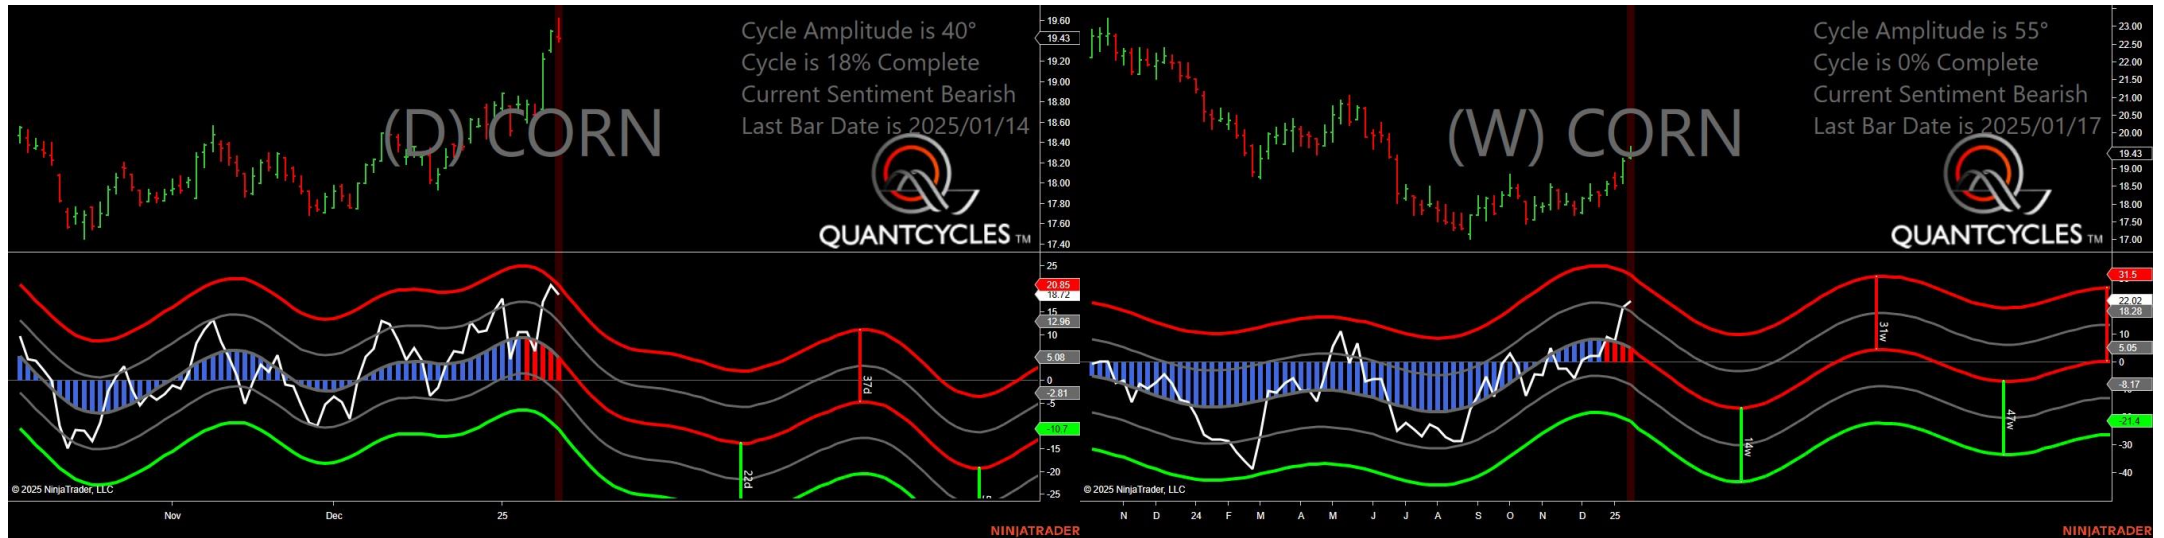 Cycle Amplitude is 40°
Cycle is 18% Complete
Current Sentiment Bearish
Last Bar Date is 2025/01/14
(D) CORN
QUANTCYCLES TM
19.60
19.43
19.20
19.00
18.80
18.60
18.40
18.20
18.00
17.80
17.60
17.40
25
20.85
18.72
15
12.96
10
5.08
0
-2.81
-5
-10.7
-15
-20
-25
37d
22d
© 2025 NinjaTrader, LLC
Nov
Dec
25
NINJATRADER
Cycle Amplitude is 55°
Cycle is 0% Complete
Current Sentiment Bearish
Last Bar Date is 2025/01/17
(W) CORN
QUANTCYCLES TM
23.00
22.50
22.00
21.50
21.00
20.50
20.00
19.43
19.00
18.50
18.00
17.50
17.00
31.5
22.02
18.28
10
5.05
0
-8.17
-21.4
-30
-40
31w
14w
47w
© 2025 NinjaTrader, LLC
N D 24 F M A M J J A S O N D 25
NINJATRADER